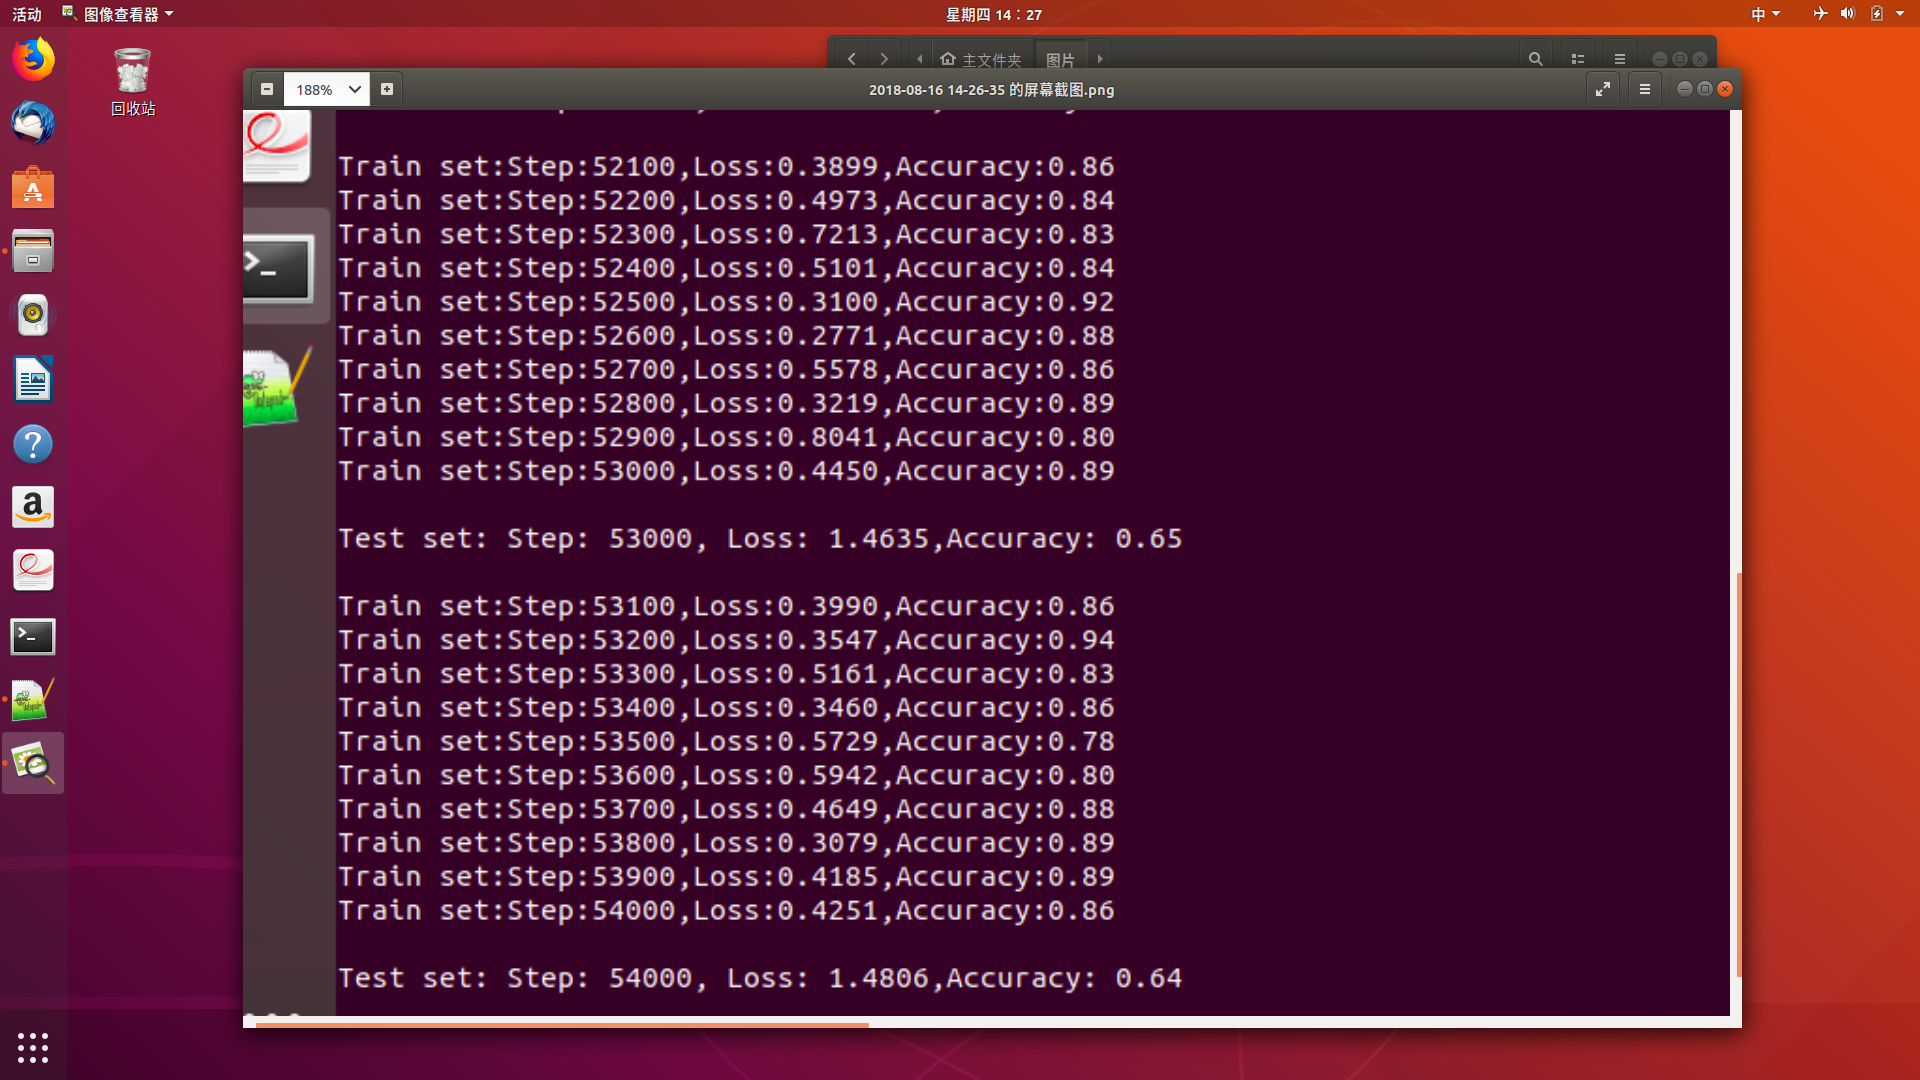 活动 图像查看器 星期四 14：27 中
回收站
主文件夹 图片
188% 2018-08-16 14-26-35 的屏幕截图.png
Train set:Step:52100,Loss:0.3899,Accuracy:0.86
Train set:Step:52200,Loss:0.4973,Accuracy:0.84
Train set:Step:52300,Loss:0.7213,Accuracy:0.83
Train set:Step:52400,Loss:0.5101,Accuracy:0.84
Train set:Step:52500,Loss:0.3100,Accuracy:0.92
Train set:Step:52600,Loss:0.2771,Accuracy:0.88
Train set:Step:52700,Loss:0.5578,Accuracy:0.86
Train set:Step:52800,Loss:0.3219,Accuracy:0.89
Train set:Step:52900,Loss:0.8041,Accuracy:0.80
Train set:Step:53000,Loss:0.4450,Accuracy:0.89
Test set: Step: 53000, Loss: 1.4635,Accuracy: 0.65
Train set:Step:53100,Loss:0.3990,Accuracy:0.86
Train set:Step:53200,Loss:0.3547,Accuracy:0.94
Train set:Step:53300,Loss:0.5161,Accuracy:0.83
Train set:Step:53400,Loss:0.3460,Accuracy:0.86
Train set:Step:53500,Loss:0.5729,Accuracy:0.78
Train set:Step:53600,Loss:0.5942,Accuracy:0.80
Train set:Step:53700,Loss:0.4649,Accuracy:0.88
Train set:Step:53800,Loss:0.3079,Accuracy:0.89
Train set:Step:53900,Loss:0.4185,Accuracy:0.89
Train set:Step:54000,Loss:0.4251,Accuracy:0.86
Test set: Step: 54000, Loss: 1.4806,Accuracy: 0.64